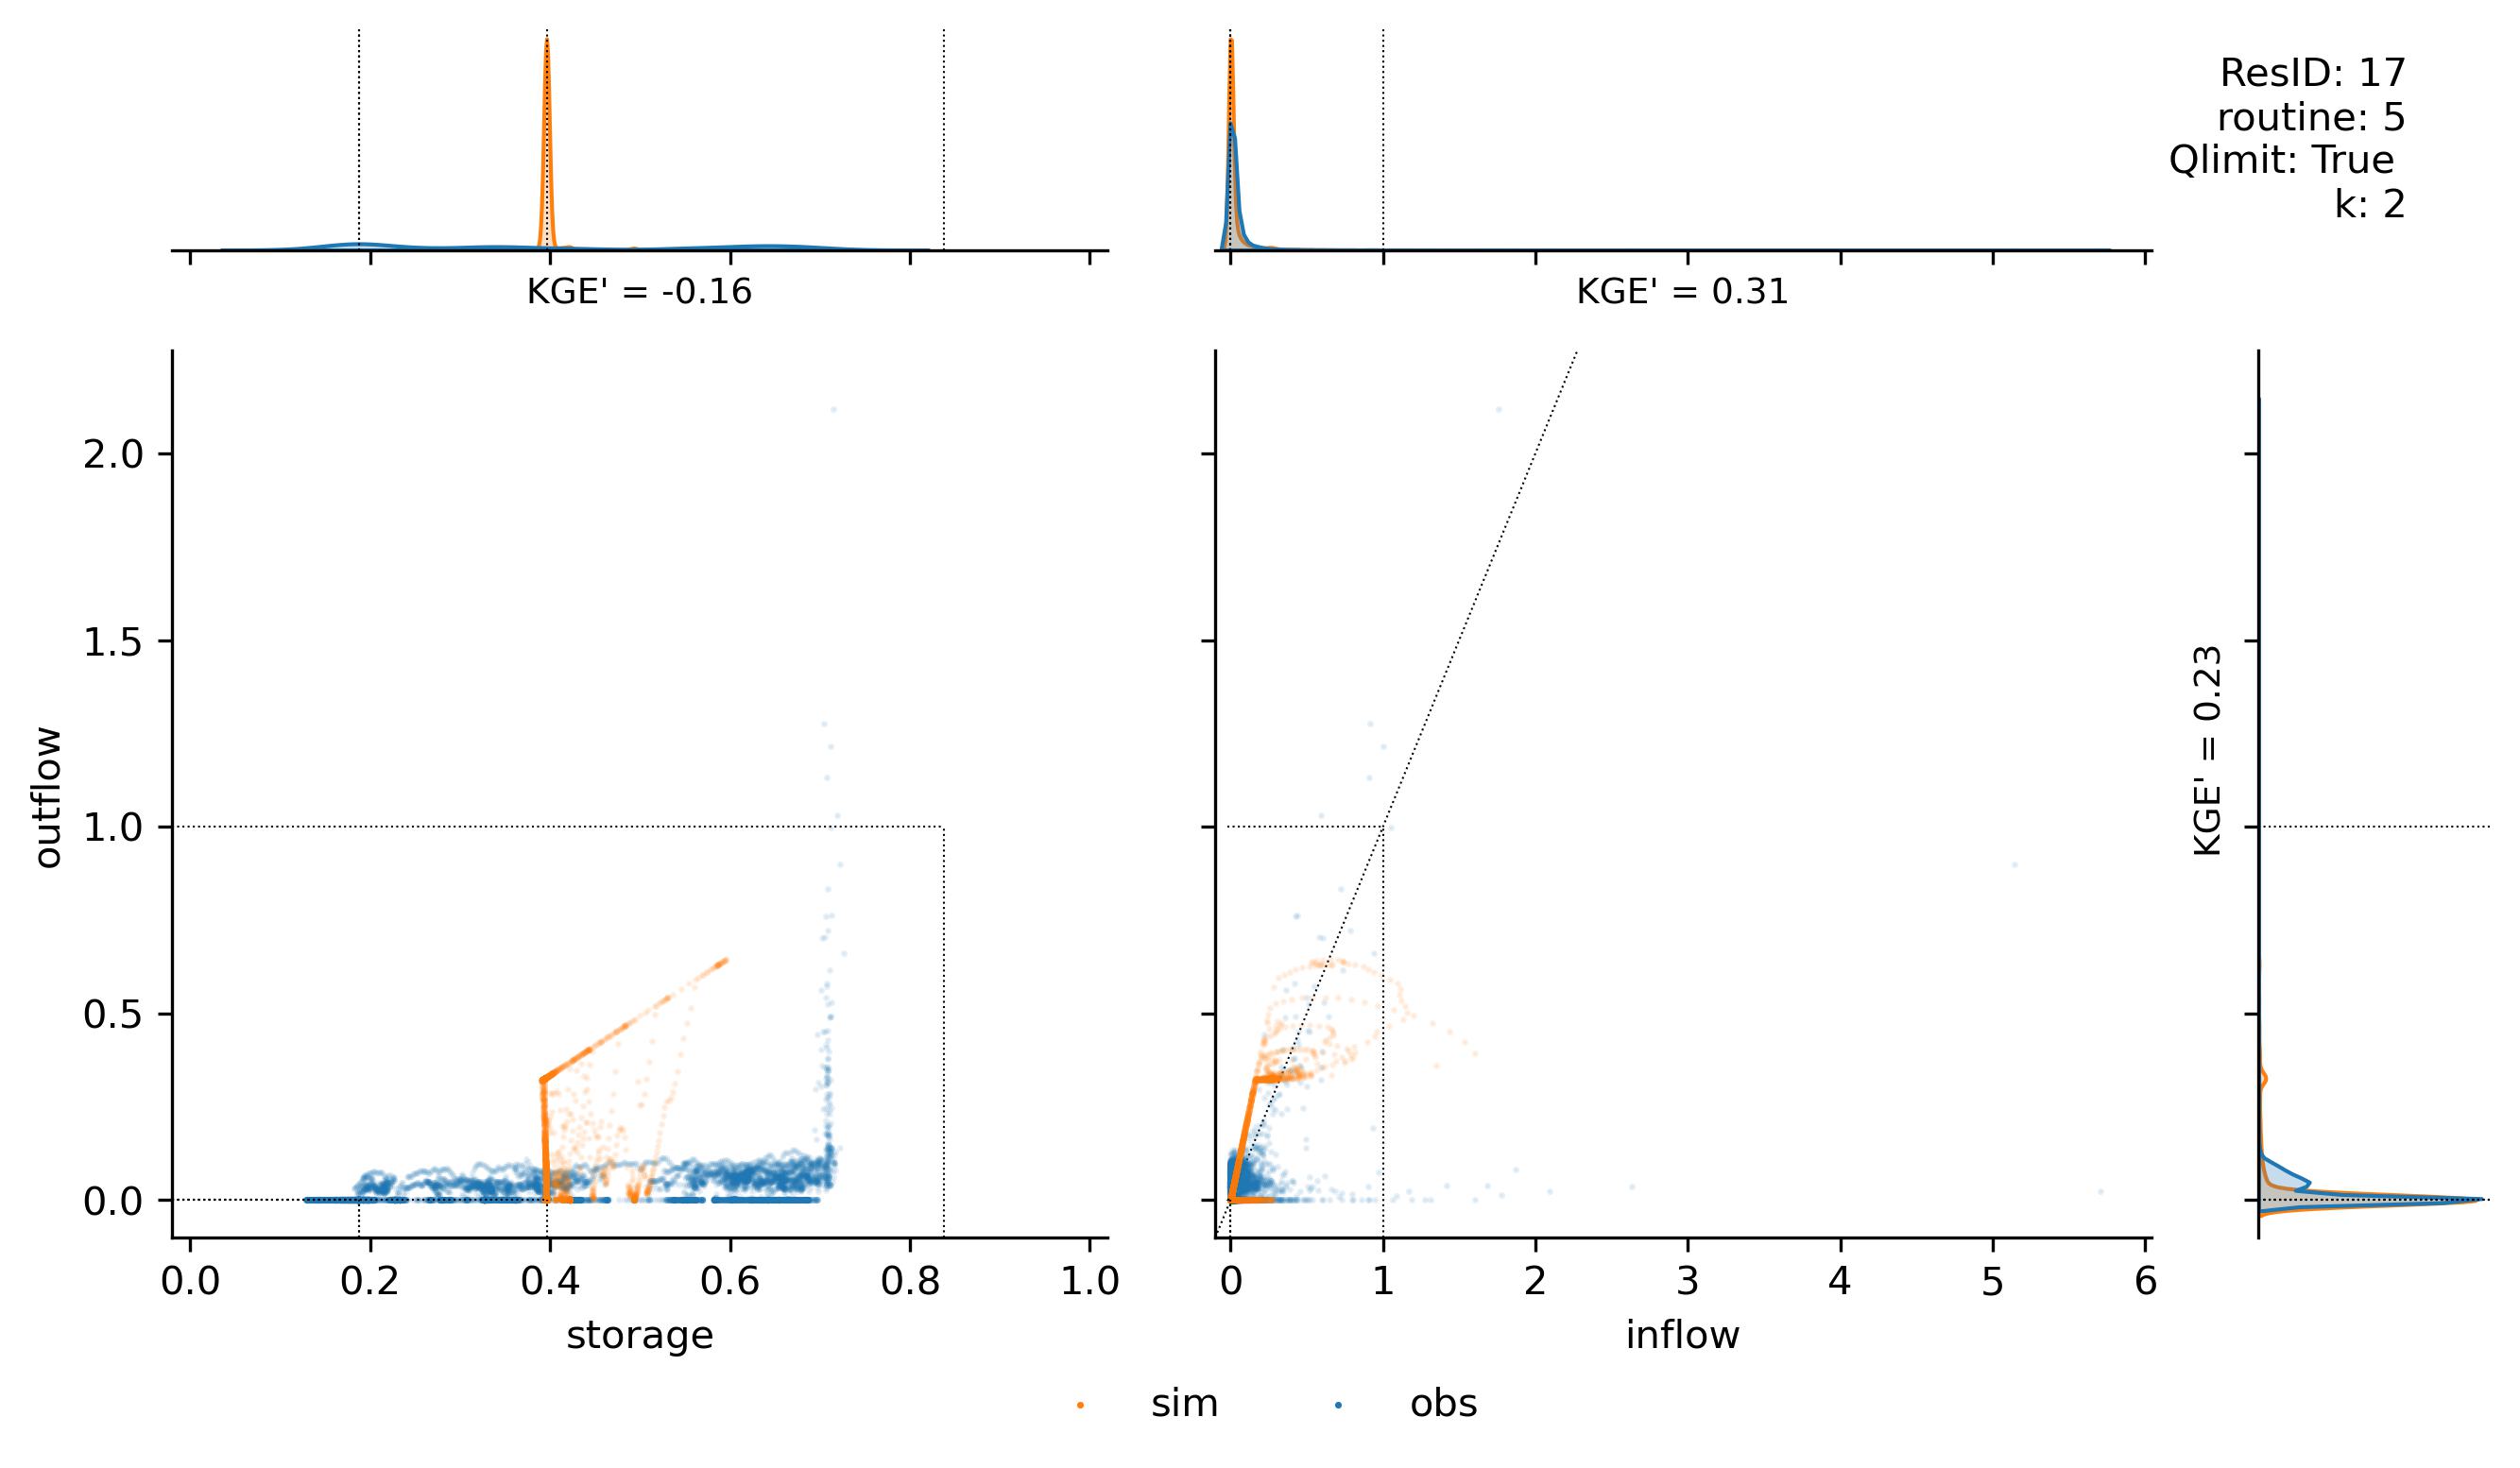 ResID: 17
routine: 5
Qlimit: True
k: 2
KGE' = -0.16
KGE' = 0.31
outflow
2.0
1.5
1.0
0.5
0.0
KGE' = 0.23
0.0 0.2 0.4 0.6 0.8 1.0
0 1 2 3 4 5 6
storage
inflow
sim obs